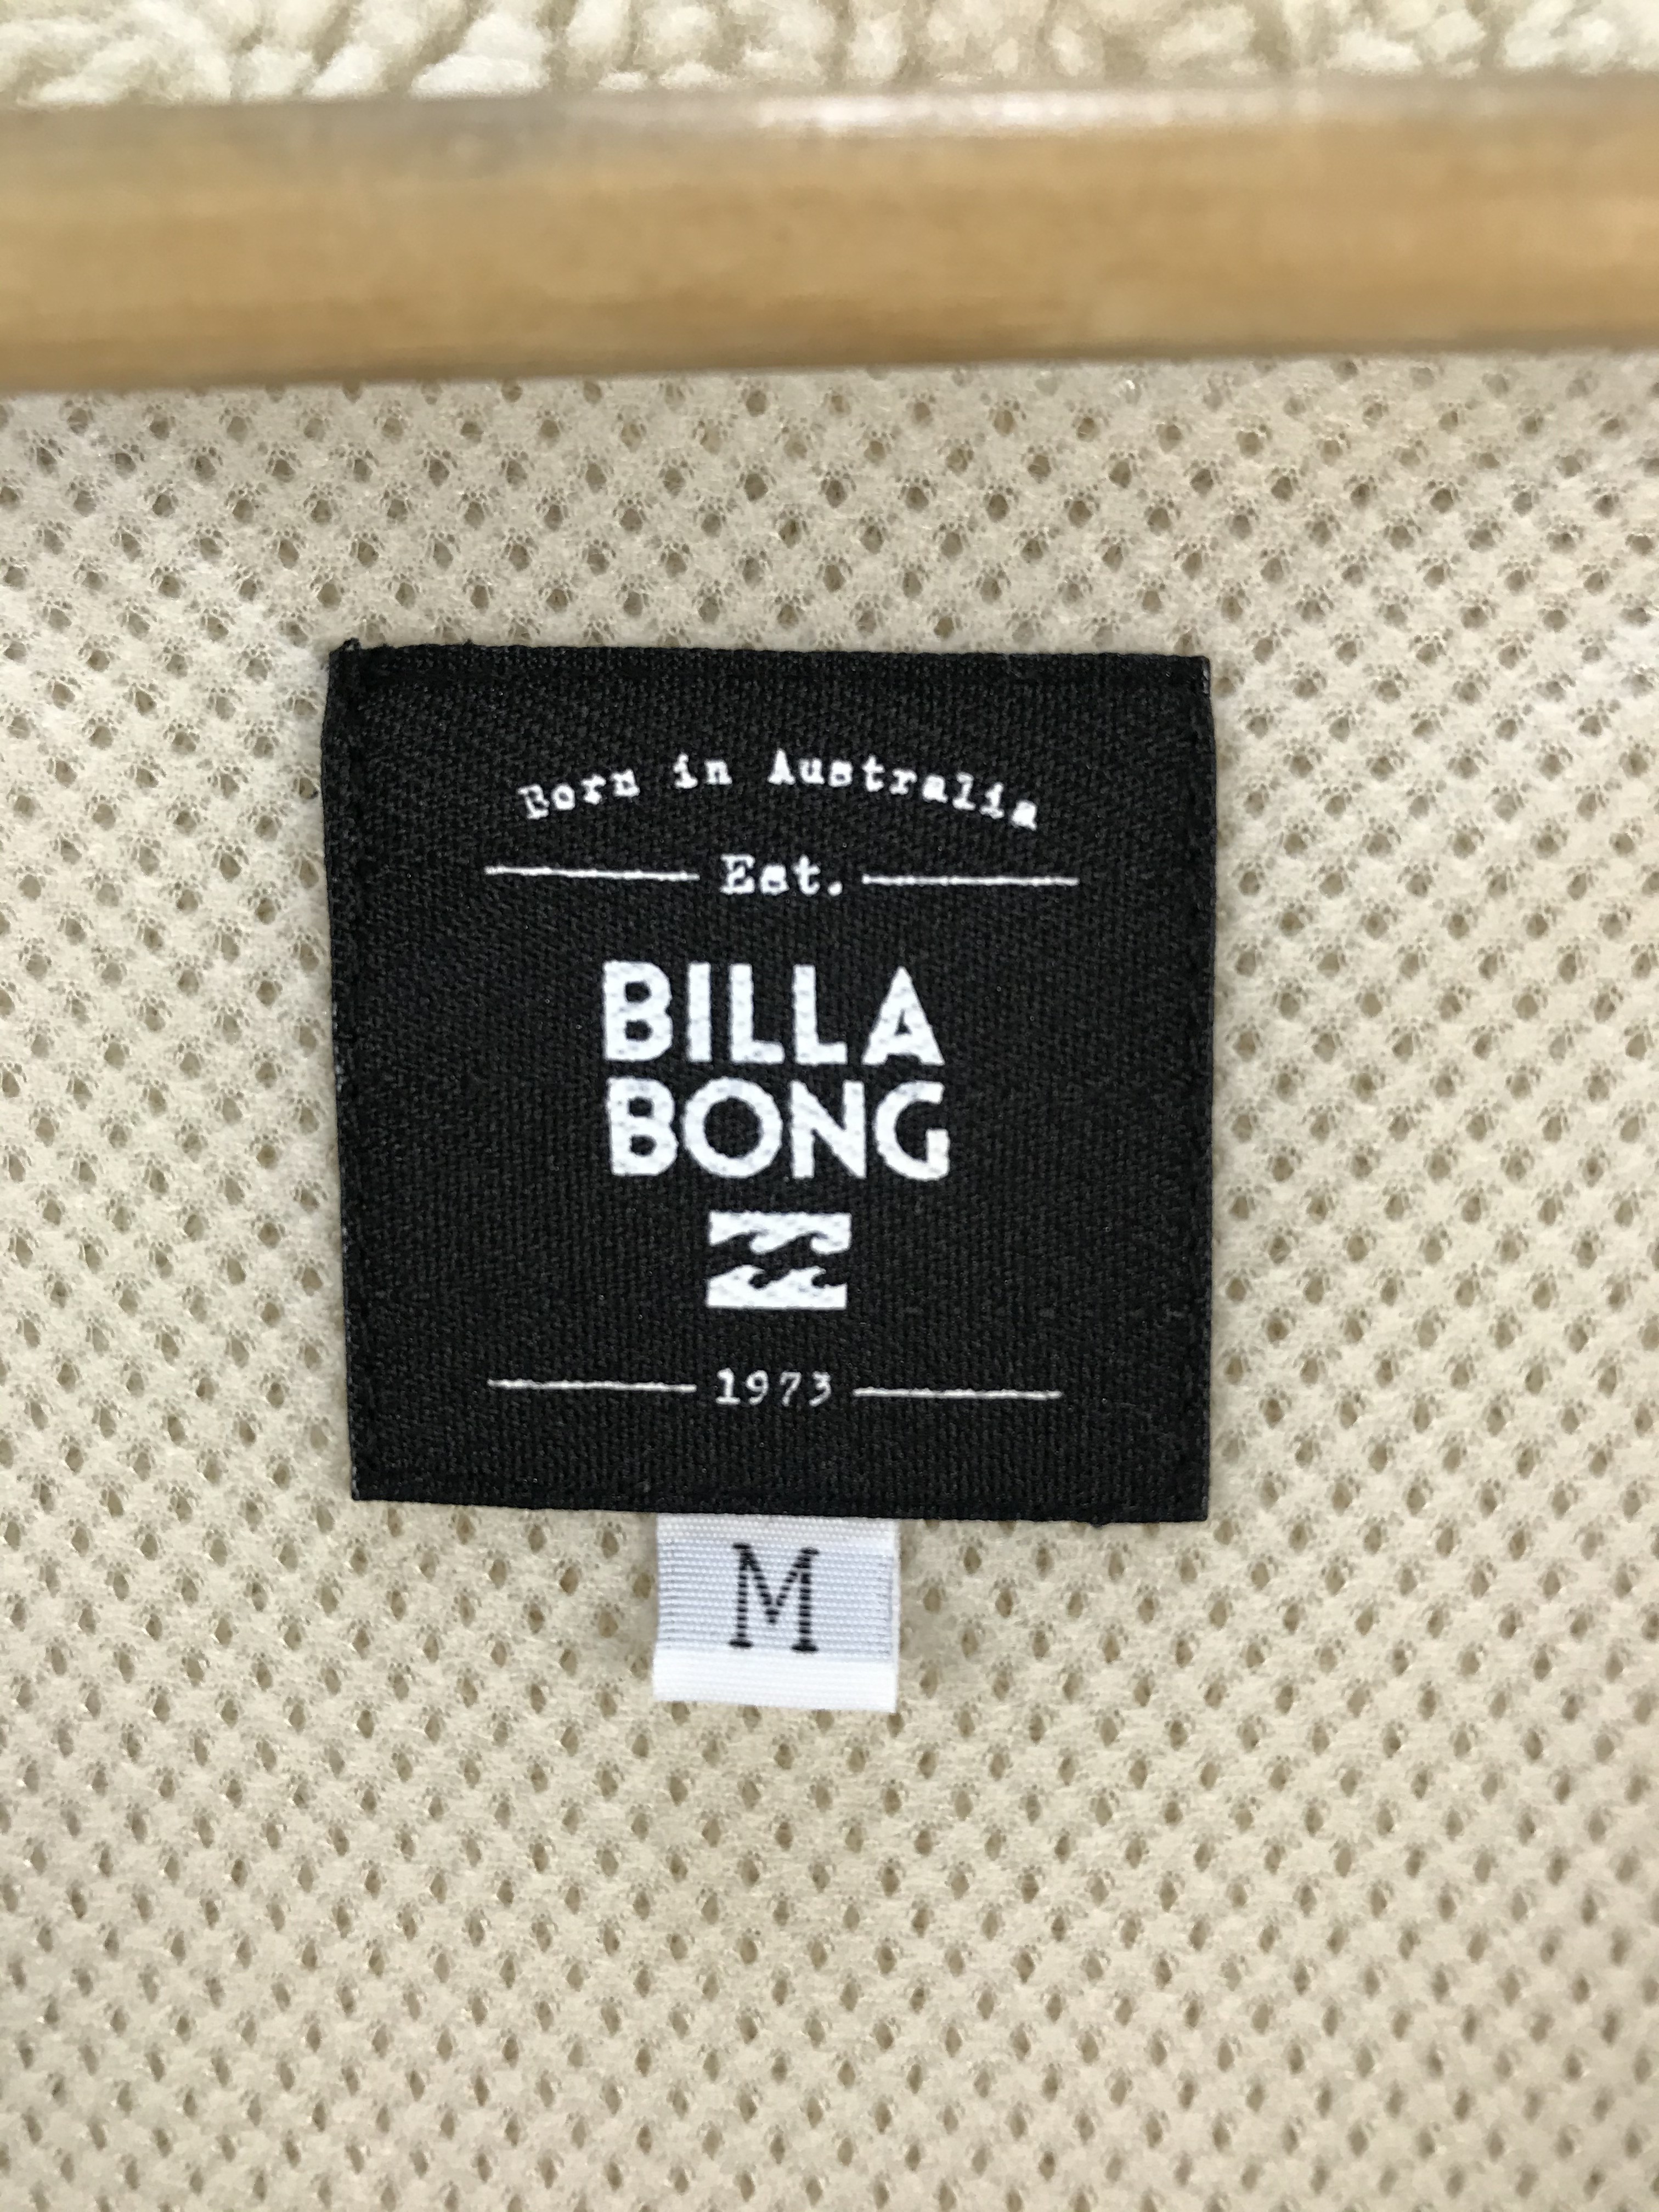 Born in Australia
Est.
BILLA
BONG
1973
M